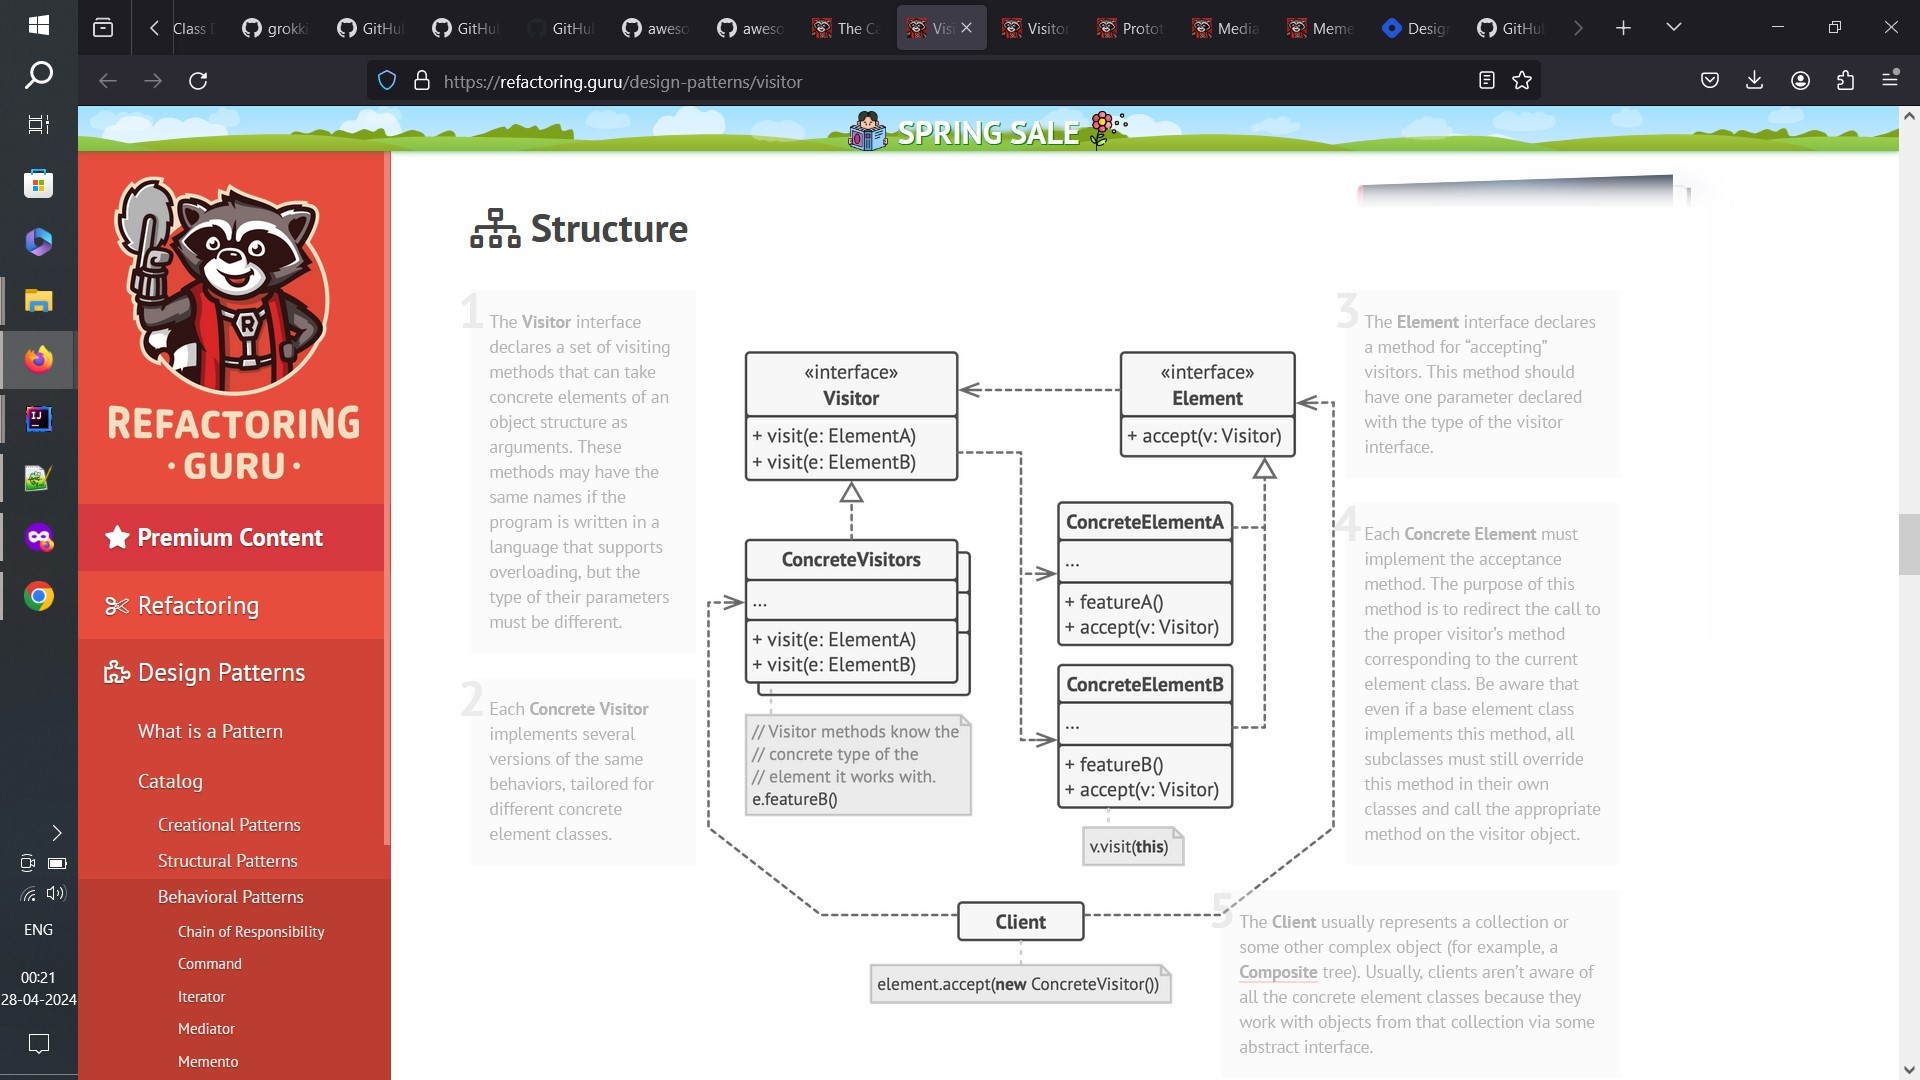 Class D
grokki
GitHub
GitHub
GitHub
aweso
aweso
The Ca
Visi
Visitor
Protot
Media
Meme
Desig
GitHub
https://refactoring.guru/design-patterns/visitor
SPRING SALE
REFACTORING
· GURU ·
Premium Content
Refactoring
Design Patterns
What is a Pattern
Catalog
Creational Patterns
Structural Patterns
Behavioral Patterns
Chain of Responsibility
Command
Iterator
Mediator
Memento
ENG
00:21
28-04-2024
Structure
1
The Visitor interface
declares a set of visiting
methods that can take
concrete elements of an
object structure as
arguments. These
methods may have the
same names if the
program is written in a
language that supports
overloading, but the
type of their parameters
must be different.
2
Each Concrete Visitor
implements several
versions of the same
behaviors, tailored for
different concrete
element classes.
«interface»
Visitor
+ visit(e: ElementA)
+ visit(e: ElementB)
ConcreteVisitors
...
+ visit(e: ElementA)
+ visit(e: ElementB)
// Visitor methods know the
// concrete type of the
// element it works with.
e.featureB()
«interface»
Element
+ accept(v: Visitor)
ConcreteElementA
...
+ featureA()
+ accept(v: Visitor)
ConcreteElementB
...
+ featureB()
+ accept(v: Visitor)
v.visit(this)
Client
element.accept(new ConcreteVisitor())
3
The Element interface declares
a method for “accepting”
visitors. This method should
have one parameter declared
with the type of the visitor
interface.
4
Each Concrete Element must
implement the acceptance
method. The purpose of this
method is to redirect the call to
the proper visitor’s method
corresponding to the current
element class. Be aware that
even if a base element class
implements this method, all
subclasses must still override
this method in their own
classes and call the appropriate
method on the visitor object.
5
The Client usually represents a collection or
some other complex object (for example, a
Composite tree). Usually, clients aren’t aware of
all the concrete element classes because they
work with objects from that collection via some
abstract interface.